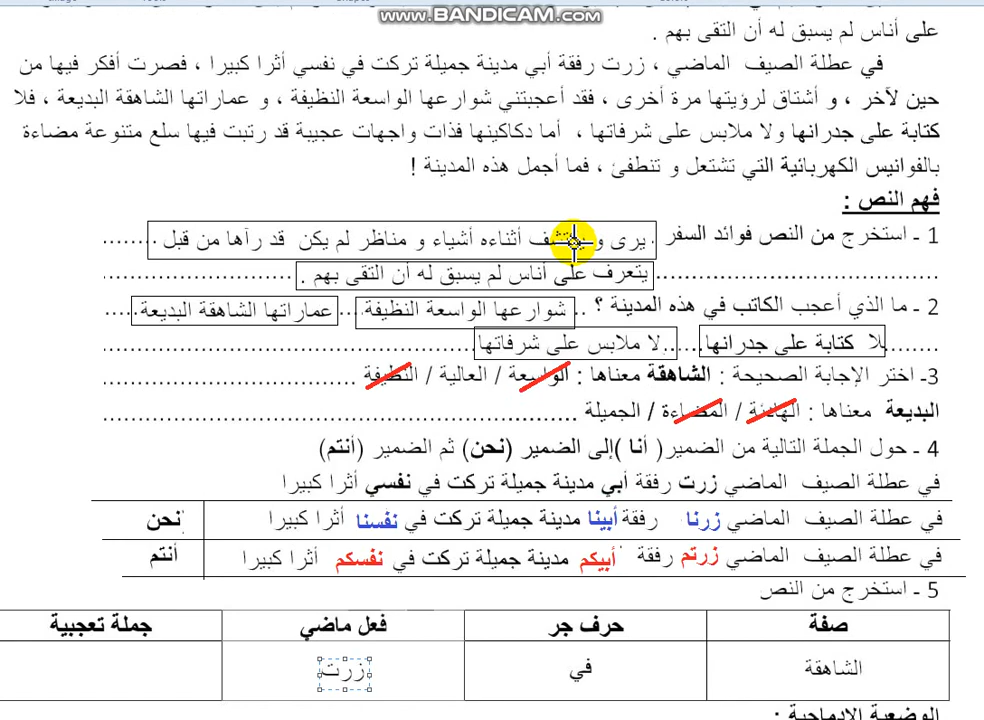 www.BANDICAM.com
على أناس لم يسبق له أن التقى بهم .
في عطلة الصيف الماضي ، زرت رفقة أبي مدينة جميلة تركت في نفسي أثرا كبيرا ، فصرت أفكر فيها من
حين لآخر ، و أشتاق لرؤيتها مرة أخرى ، فقد أعجبتني شوارعها الواسعة النظيفة ، و عماراتها الشاهقة البديعة ، فلا
كتابة على جدرانها ولا ملابس على شرفاتها ، أما دكاكينها فذات واجهات عجيبة قد رتبت فيها سلع متنوعة مضاءة
بالفوانيس الكهربائية التي تشتعل و تنطفئ ، فما أجمل هذه المدينة !
فهم النص :
1 ـ استخرج من النص فوائد السفر . يرى و يكتشف أثناءه أشياء و مناظر لم يكن قد رآها من قبل ........
........ يتعرف على أناس لم يسبق له أن التقى بهم . ........
2 ـ ما الذي أعجب الكاتب في هذه المدينة ؟ .. شوارعها الواسعة النظيفة .... عماراتها الشاهقة البديعة .....
........ لا كتابة على جدرانها ..... لا ملابس على شرفاتها ........
3ـ اختر الإجابة الصحيحة : الشاهقة معناها : الواسعة / العالية / النظيفة ........
البديعة معناها : الهادئة / المضاءة / الجميلة ........
4 ـ حول الجملة التالية من الضمير( أنا )إلى الضمير (نحن) ثم الضمير (أنتم)
في عطلة الصيف الماضي زرت رفقة أبي مدينة جميلة تركت في نفسي أثرا كبيرا
في عطلة الصيف الماضي زرنا رفقة أبينا مدينة جميلة تركت في نفسنا أثرا كبيرا نحن
في عطلة الصيف الماضي زرتم رفقة أبيكم مدينة جميلة تركت في نفسكم أثرا كبيرا أنتم
5 ـ استخرج من النص
صفة حرف جر فعل ماضي جملة تعجبية
الشاهقة في زرت
الوضعية الإدماجية :